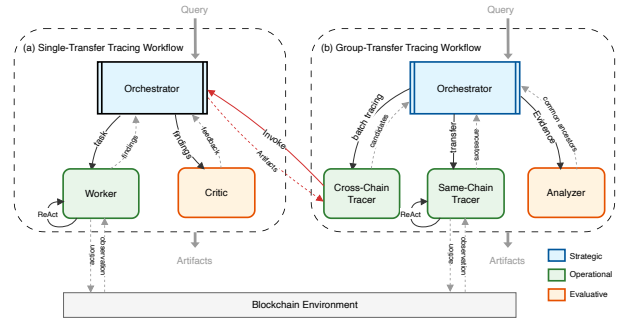 Query
Query
(a) Single-Transfer Tracing Workflow
(b) Group-Transfer Tracing Workflow
Orchestrator
Orchestrator
task
findings
findings
feedback
Invoke
Artifacts
batch tracing
candidates
transfer
ancestors
Evidence
common ancestors
Worker
Critic
Cross-Chain
Tracer
Same-Chain
Tracer
Analyzer
ReAct
ReAct
action
observation
action
observation
Artifacts
Artifacts
Strategic
Operational
Evaluative
Blockchain Environment